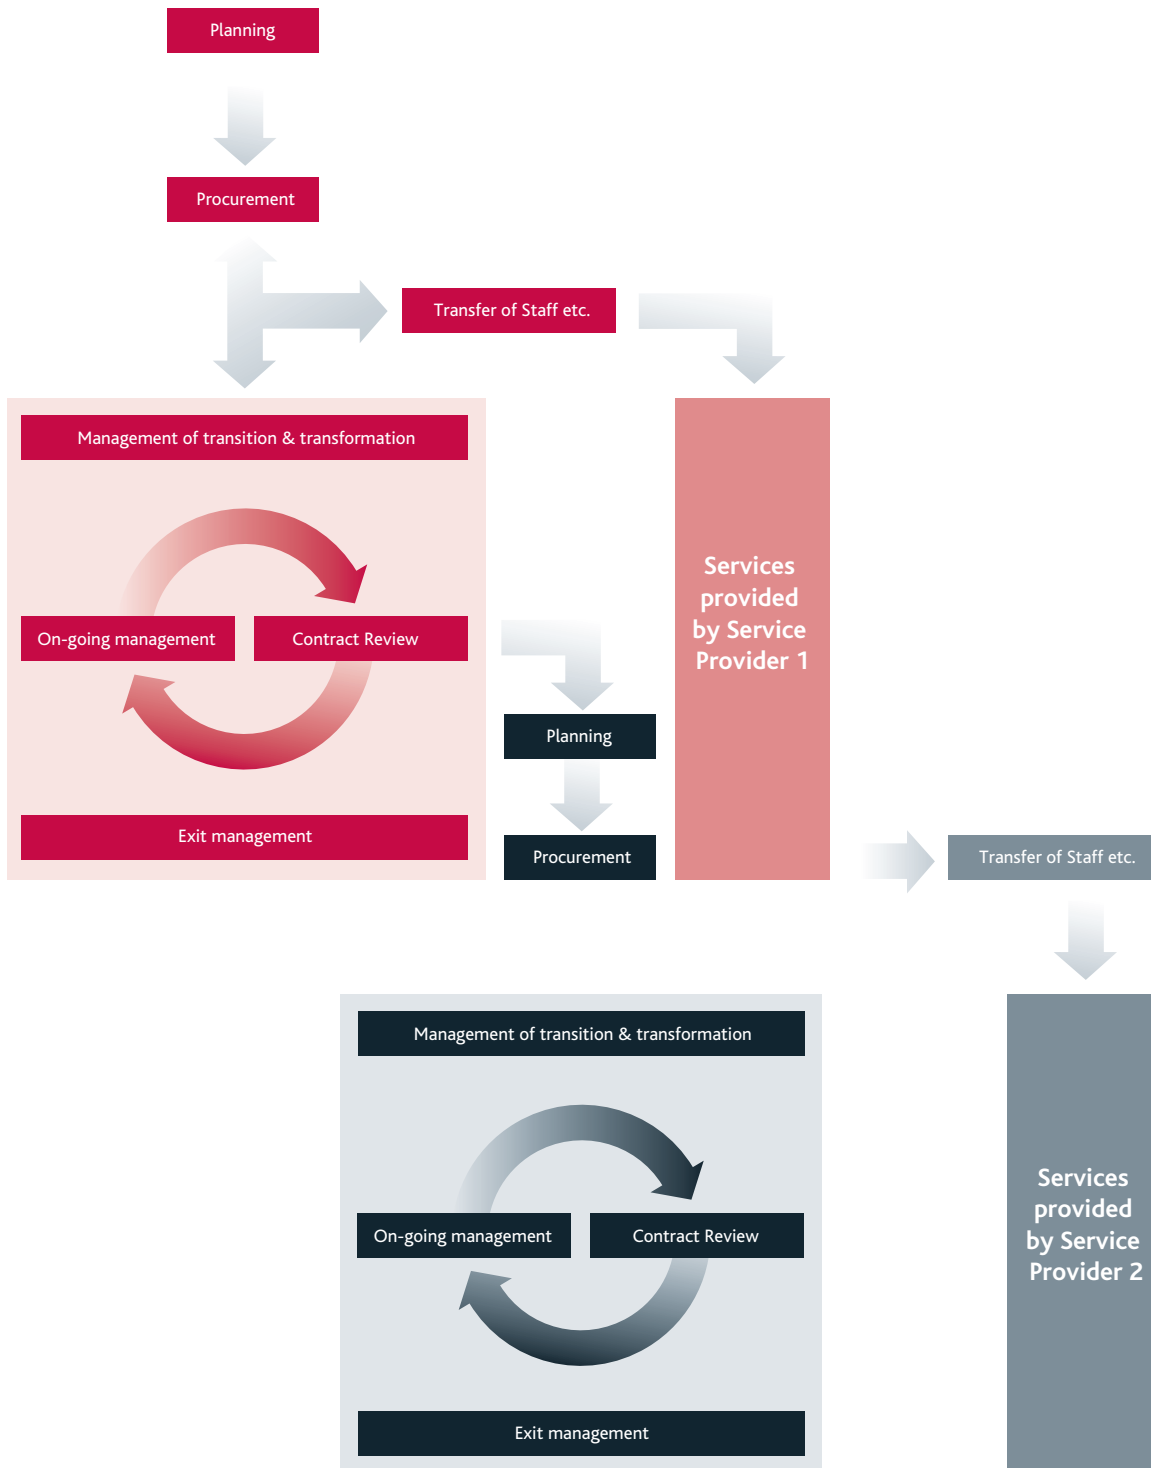 Planning
Procurement
Transfer of Staff etc.
Management of transition & transformation
On-going management
Contract Review
Exit management
Services
provided
by Service
Provider 1
Planning
Procurement
Transfer of Staff etc.
Management of transition & transformation
On-going management
Contract Review
Exit management
Services
provided
by Service
Provider 2